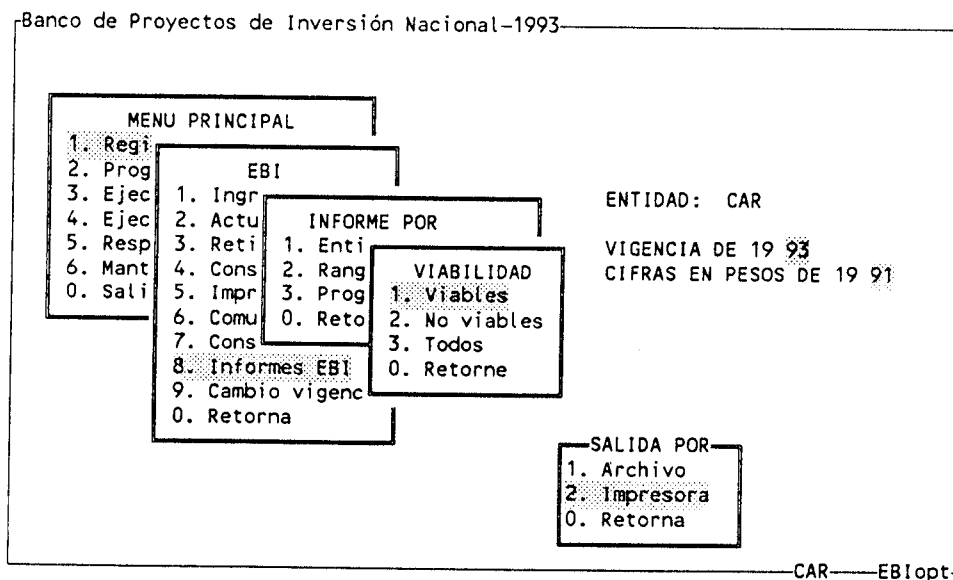 Banco de Proyectos de Inversión Nacional-1993
MENU PRINCIPAL
1. Regi
2. Prog
3. Ejec
4. Ejec
5. Resp
6. Mant
0. Sali
EBI
1. Ingr
2. Actu
3. Reti
4. Cons
5. Impr
6. Comu
7. Cons
8. Informes EBI
9. Cambio vigenc
0. Retorna
INFORME POR
1. Enti
2. Rang
3. Prog
0. Reto
VIABILIDAD
1. Viables
2. No viables
3. Todos
0. Retorne
ENTIDAD: CAR
VIGENCIA DE 19 93
CIFRAS EN PESOS DE 19 91
SALIDA POR
1. Archivo
2. Impresora
0. Retorna
CAR EBIopt